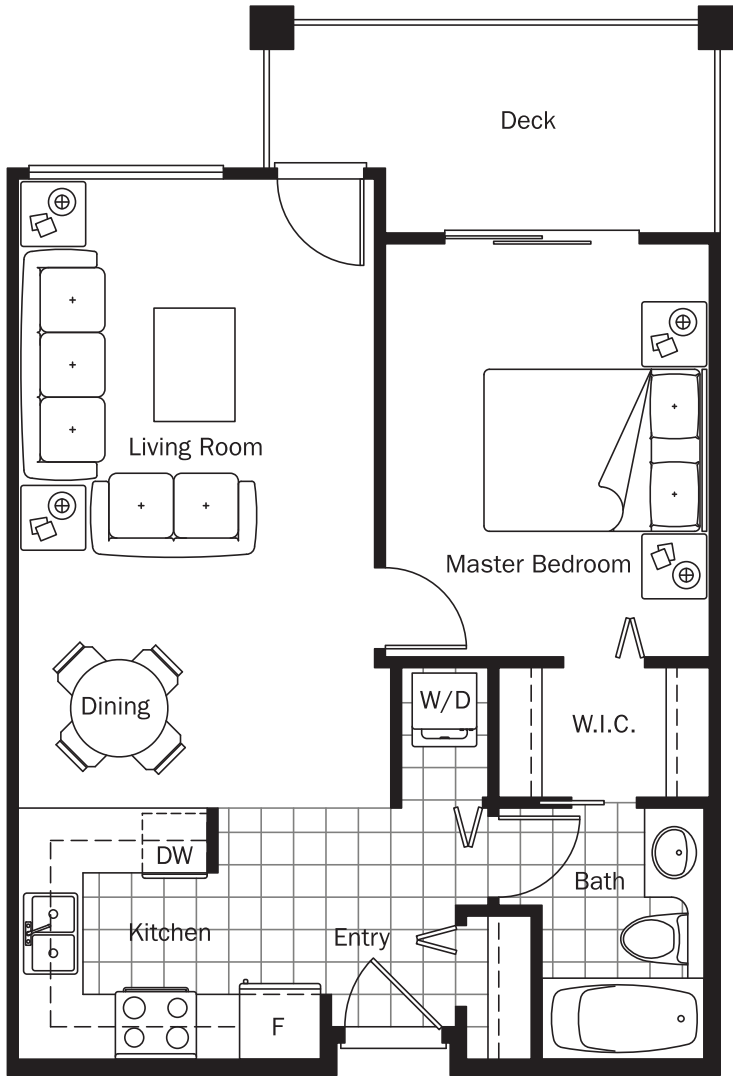 Deck
Living Room
Master Bedroom
W/D
Dining
W.I.C.
DW
Bath
Kitchen
Entry
F